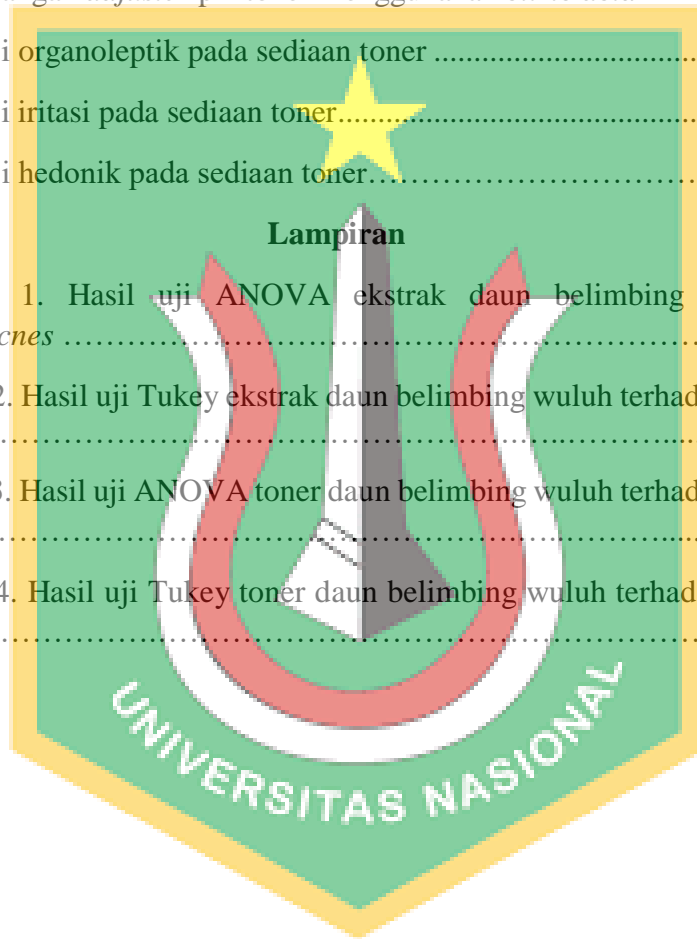 i organoleptik pada sediaan toner ................................
i iritasi pada sediaan toner............................................
i hedonik pada sediaan toner……………………………
Lampiran
1. Hasil uji ANOVA ekstrak daun belimbing
cnes ……………………………………………………
2. Hasil uji Tukey ekstrak daun belimbing wuluh terhad
…………………………………………………..……….
3. Hasil uji ANOVA toner daun belimbing wuluh terhad
…………………………………………………………....
4. Hasil uji Tukey toner daun belimbing wuluh terhad
……………..……………………………………………
UNIVERSITAS NASIONAL